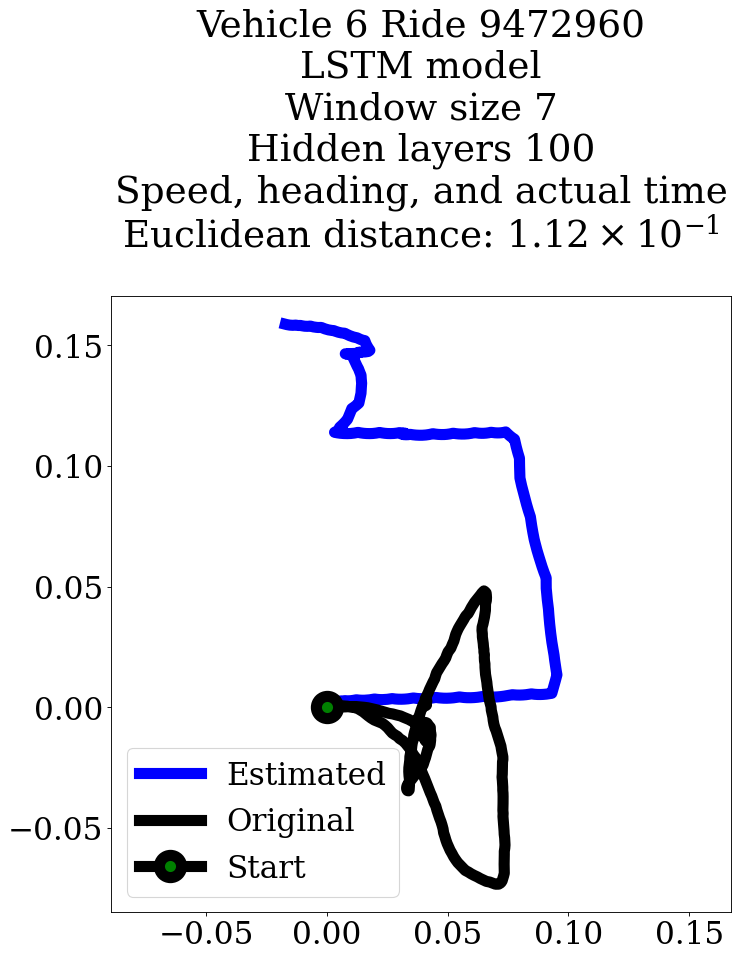 Vehicle 6 Ride 9472960
LSTM model
Window size 7
Hidden layers 100
Speed, heading, and actual time
Euclidean distance: 1.12 × 10⁻¹
0.15
0.10
0.05
0.00
−0.05
Estimated
Original
Start
−0.05 0.00 0.05 0.10 0.15